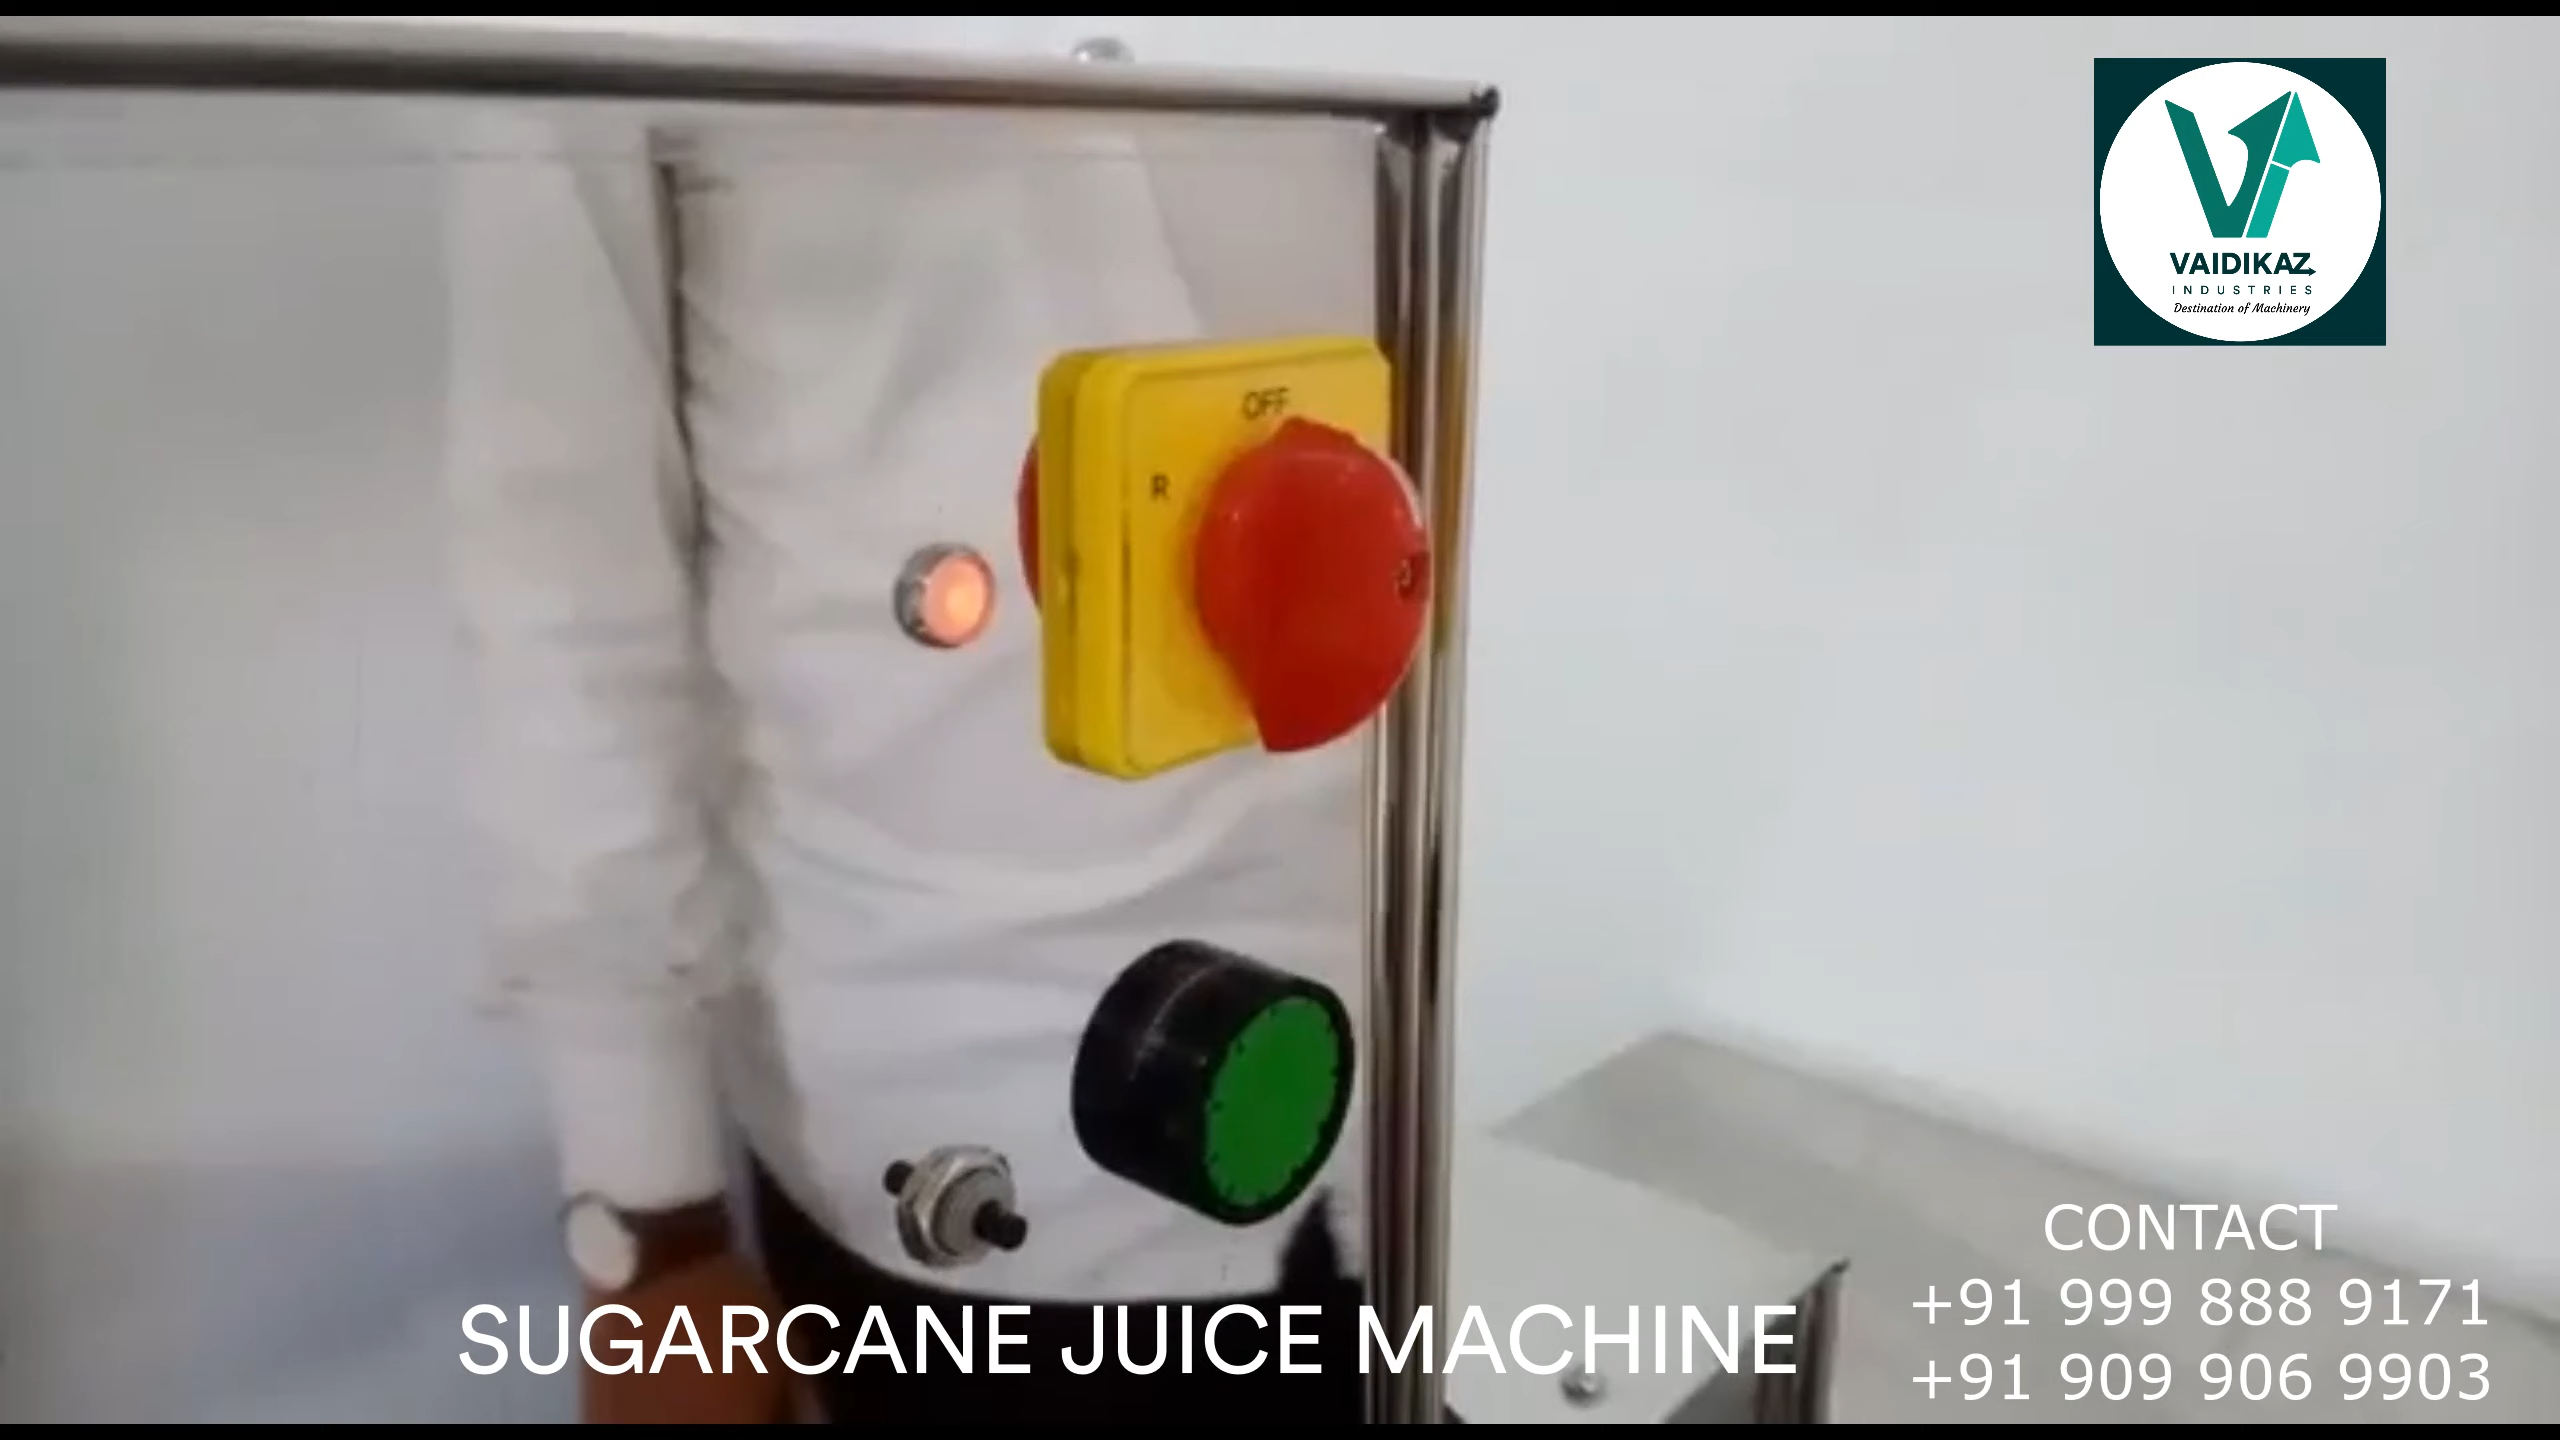 VAIDIKAZ
INDUSTRIES
Destination of Machinery
OFF
R
CONTACT
+91 999 888 9171
+91 909 906 9903
SUGARCANE JUICE MACHINE